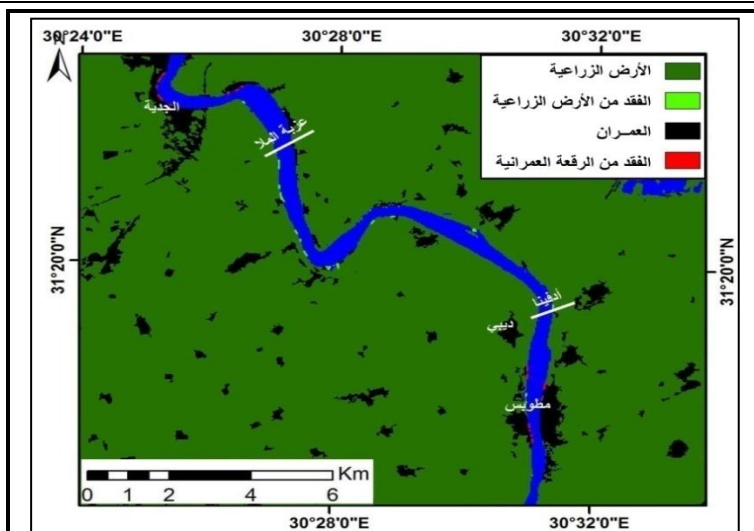 30°24'0"E 30°28'0"E 30°32'0"E
N
الأرض الزراعية
الفقد من الأرض الزراعية
العمــران
الفقد من الرقعة العمرانية
الجدية
عزبة الملا
31°20'0"N
31°20'0"N
أدفينا
ديبي
مطوبس
Km
0 1 2 4 6
30°28'0"E 30°32'0"E